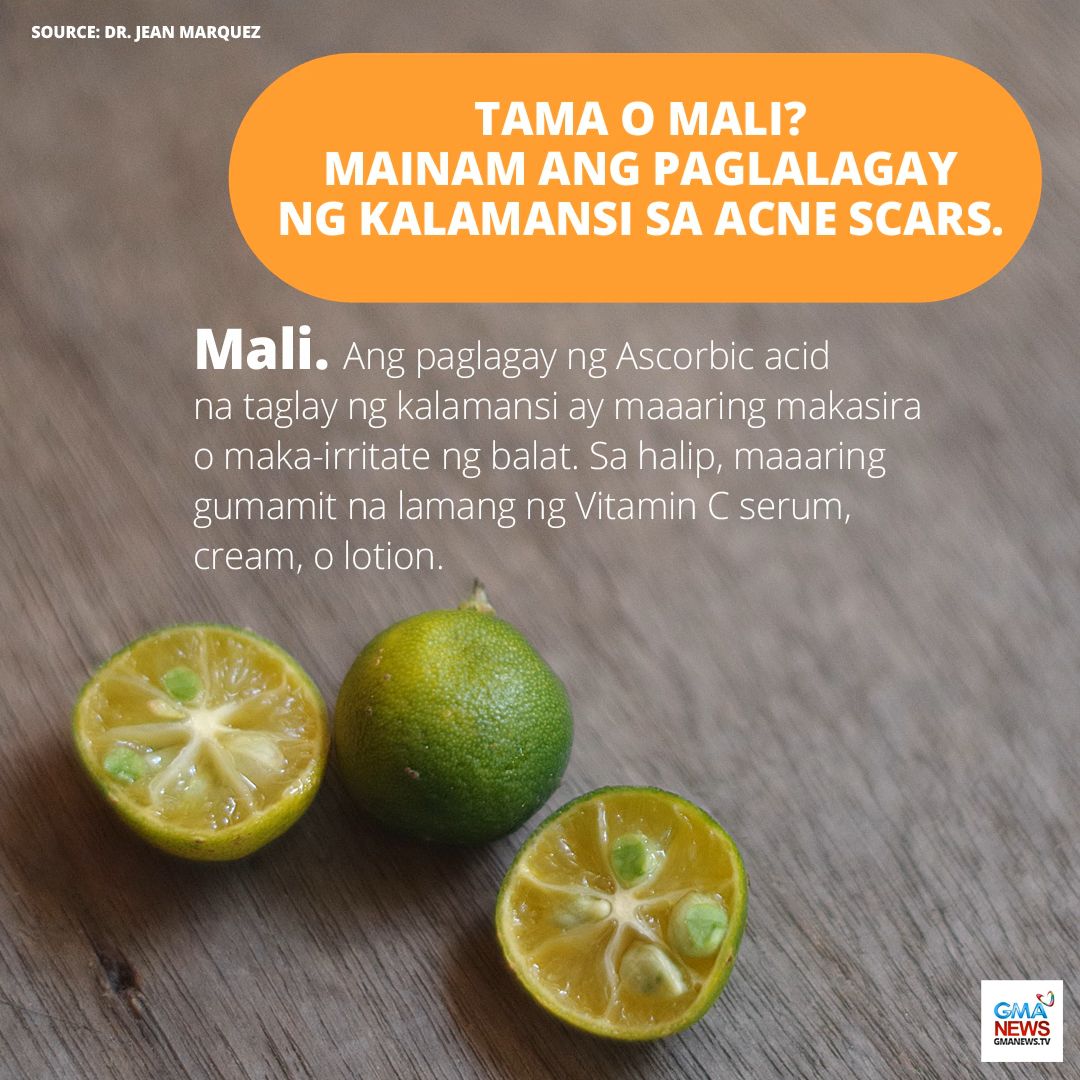 SOURCE: DR. JEAN MARQUEZ
TAMA O MALI?
MAINAM ANG PAGLALAGAY
NG KALAMANSI SA ACNE SCARS.
Mali. Ang paglagay ng Ascorbic acid
na taglay ng kalamansi ay maaaring makasira
o maka-irritate ng balat. Sa halip, maaaring
gumamit na lamang ng Vitamin C serum,
cream, o lotion.
GMA
NEWS
GMANEWS.TV